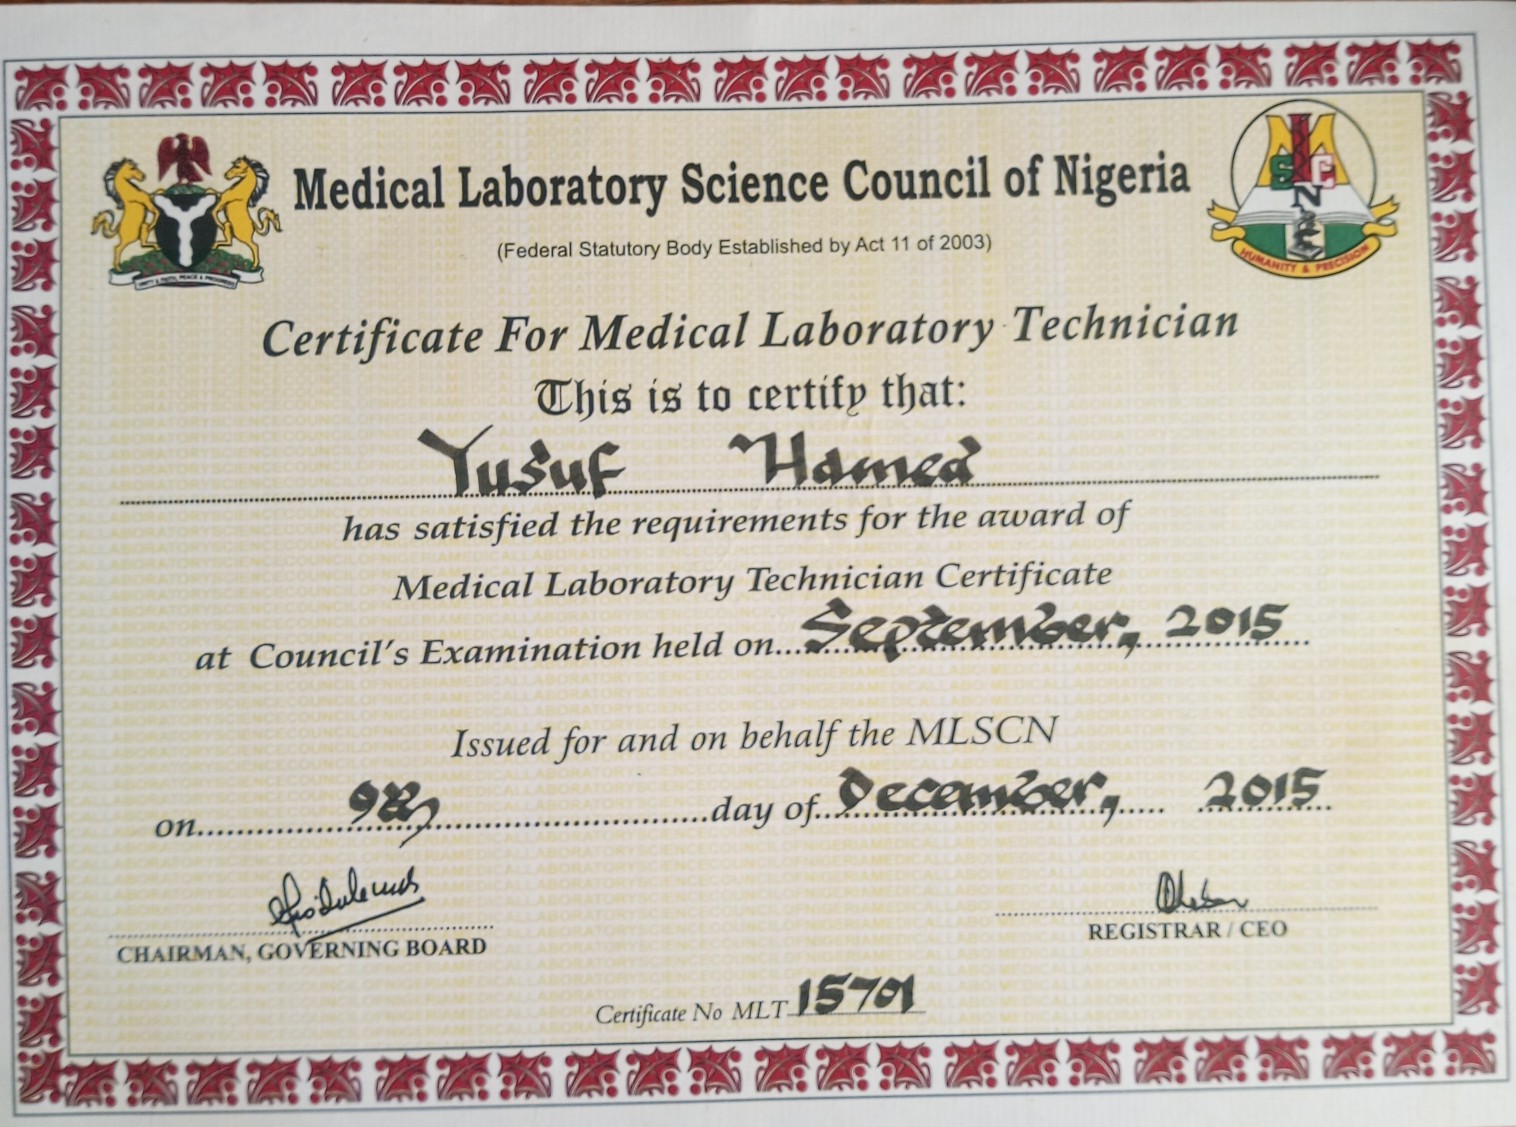 Medical Laboratory Science Council of Nigeria
(Federal Statutory Body Established by Act 11 of 2003)
HUMANITY & PRECISION
Certificate For Medical Laboratory Technician
This is to certify that:
Yusuf Hamed
has satisfied the requirements for the award of
Medical Laboratory Technician Certificate
at Council's Examination held on September, 2015
Issued for and on behalf the MLSCN
on 9th day of December, 2015
CHAIRMAN, GOVERNING BOARD
REGISTRAR / CEO
Certificate No MLT 15701